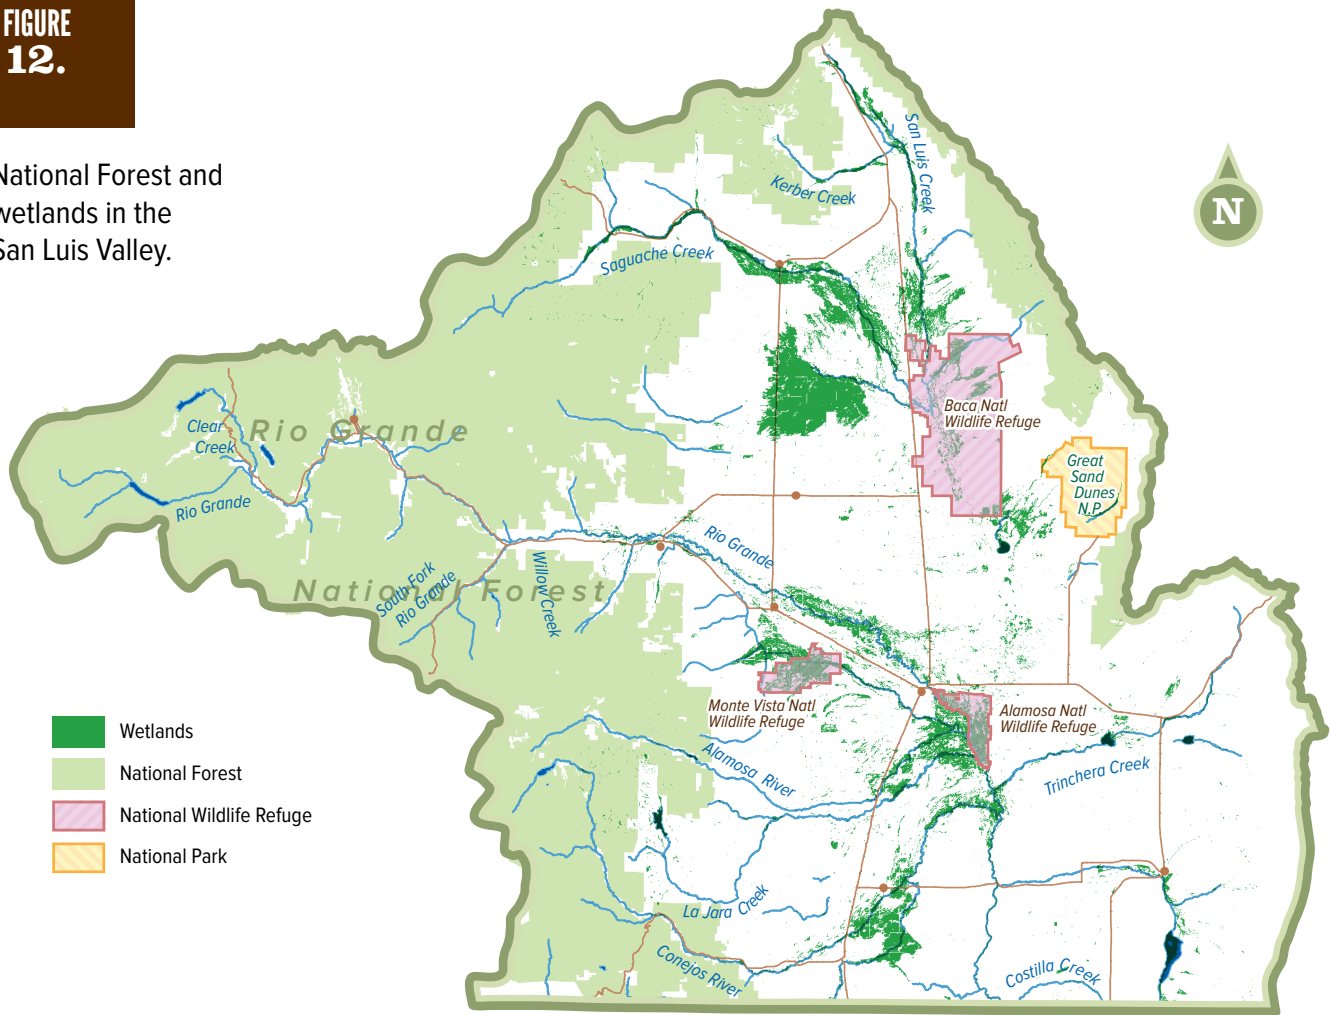 FIGURE
12.
National Forest and
wetlands in the
San Luis Valley.
N
San Luis Creek
Kerber Creek
Saguache Creek
Baca Natl
Wildlife Refuge
Great
Sand
Dunes
N.P.
Clear
Creek
Rio Grande
National Forest
Rio Grande
South Fork
Rio Grande
Willow Creek
Rio Grande
Monte Vista Natl
Wildlife Refuge
Alamosa Natl
Wildlife Refuge
Alamosa River
Trinchera Creek
La Jara Creek
Conejos River
Costilla Creek
Wetlands
National Forest
National Wildlife Refuge
National Park